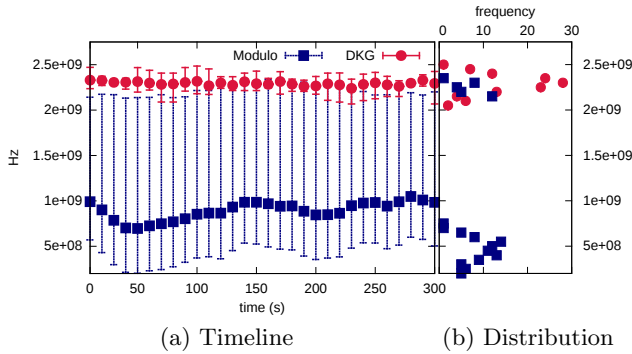 frequency
0 10 20 30
Modulo DKG
2.5e+09
2e+09
1.5e+09
1e+09
5e+08
Hz
2.5e+09
2e+09
1.5e+09
1e+09
5e+08
0 50 100 150 200 250 300
time (s)
(a) Timeline (b) Distribution